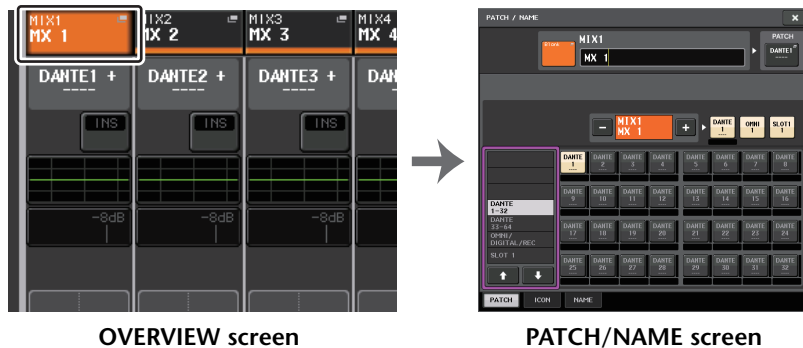 MIX1 MIX2 MIX3 MIX4
MX 1 MX 2 MX 3 MX 4
DANTE1 + DANTE2 + DANTE3 + DAN
---- ---- ----
INS INS INS
-8dB -8dB -8dB
OVERVIEW screen
PATCH / NAME
MIX1
Blank
MX 1
PATCH
DANTE1
----
MIX1
MX 1
DANTE 1 OMNI 1 SLOT1 1
DANTE 1 DANTE 2 DANTE 3 DANTE 4 DANTE 5 DANTE 6 DANTE 7 DANTE 8
DANTE 9 DANTE 10 DANTE 11 DANTE 12 DANTE 13 DANTE 14 DANTE 15 DANTE 16
DANTE 17 DANTE 18 DANTE 19 DANTE 20 DANTE 21 DANTE 22 DANTE 23 DANTE 24
DANTE 25 DANTE 26 DANTE 27 DANTE 28 DANTE 29 DANTE 30 DANTE 31 DANTE 32
DANTE
1-32
DANTE
33-64
OMNI/
DIGITAL/REC
SLOT 1
PATCH ICON NAME
PATCH/NAME screen